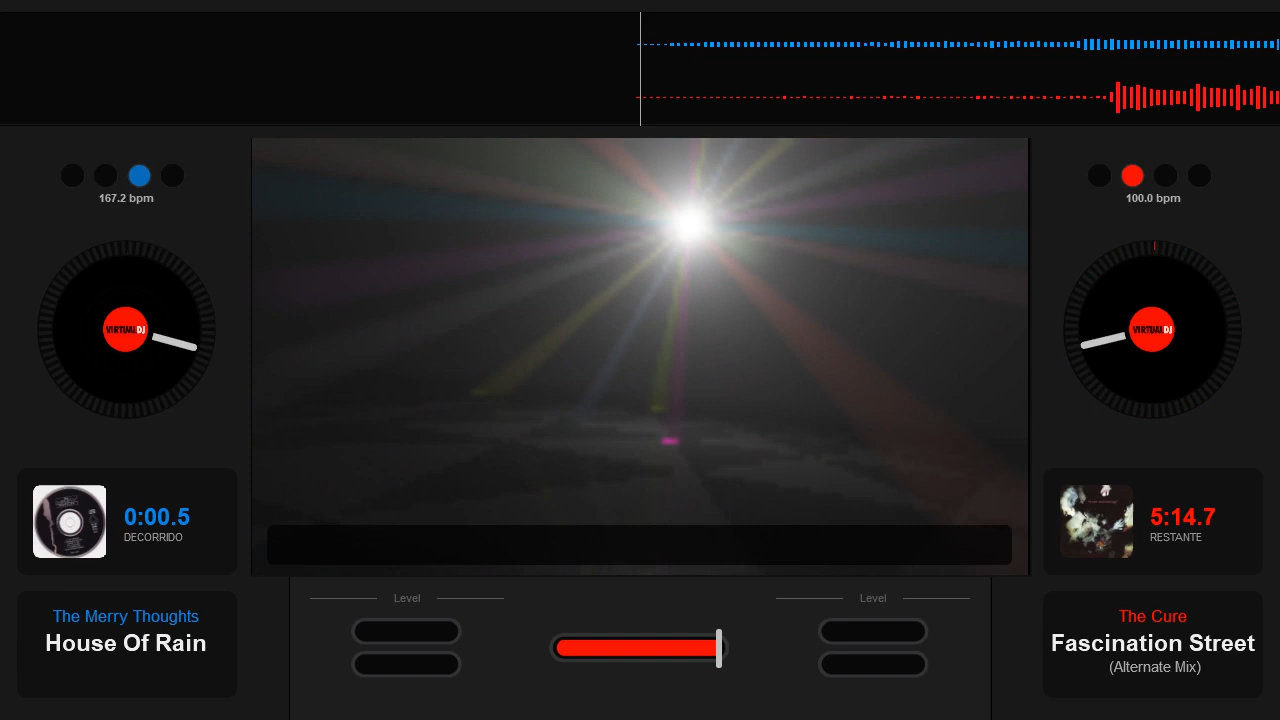 167.2 bpm
100.0 bpm
VIRTUALDJ
VIRTUALDJ
0:00.5
DECORRIDO
5:14.7
RESTANTE
Level
Level
The Merry Thoughts
House Of Rain
The Cure
Fascination Street
(Alternate Mix)